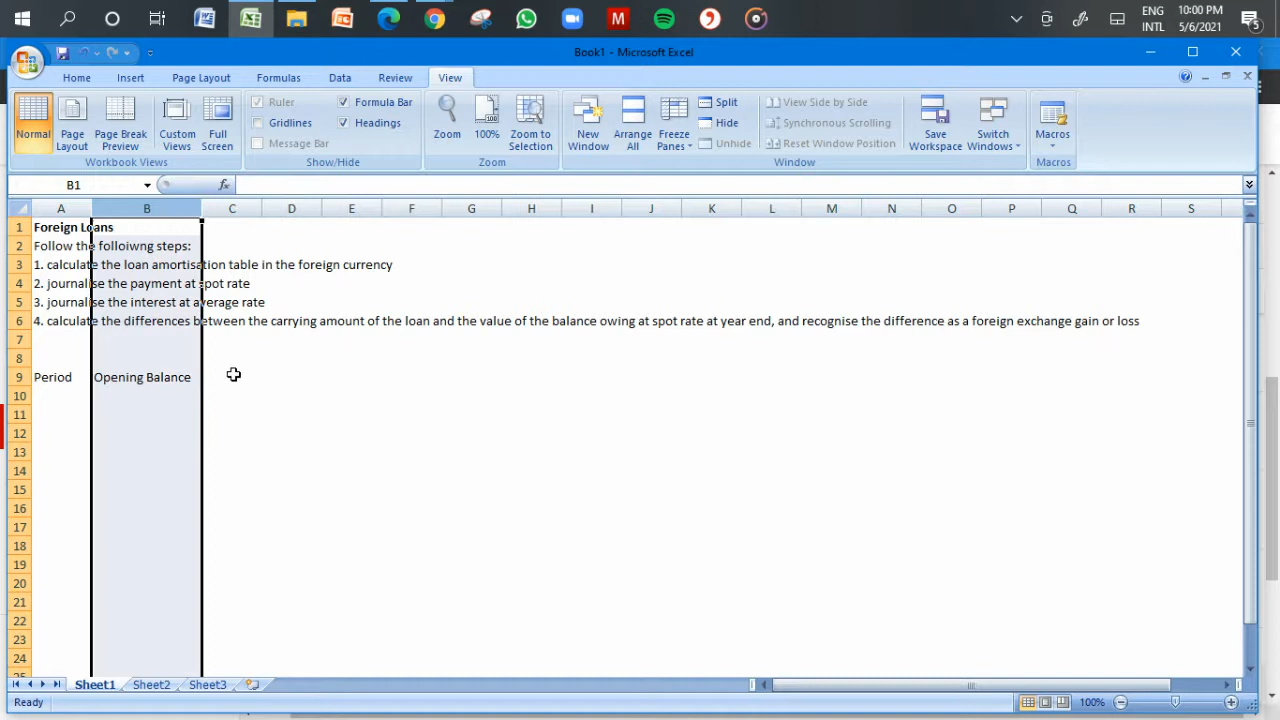 ENG
INTL
10:00 PM
5/6/2021
5
Book1 - Microsoft Excel
Home Insert Page Layout Formulas Data Review View
Normal
Page Layout
Page Break Preview
Custom Views
Full Screen
Workbook Views
Ruler
Gridlines
Message Bar
Formula Bar
Headings
Show/Hide
Zoom
100%
Zoom to Selection
Zoom
New Window
Arrange All
Freeze Panes
Split
Hide
Unhide
View Side by Side
Synchronous Scrolling
Reset Window Position
Window
Save Workspace
Switch Windows
Macros
Macros
B1
fx
A B C D E F G H I J K L M N O P Q R S
1 Foreign Loans
2 Follow the folloiwng steps:
3 1. calculate the loan amortisation table in the foreign currency
4 2. journalise the payment at spot rate
5 3. journalise the interest at average rate
6 4. calculate the differences between the carrying amount of the loan and the value of the balance owing at spot rate at year end, and recognise the difference as a foreign exchange gain or loss
7
8
9 Period Opening Balance
10
11
12
13
14
15
16
17
18
19
20
21
22
23
24
25
Sheet1 Sheet2 Sheet3
Ready
100%